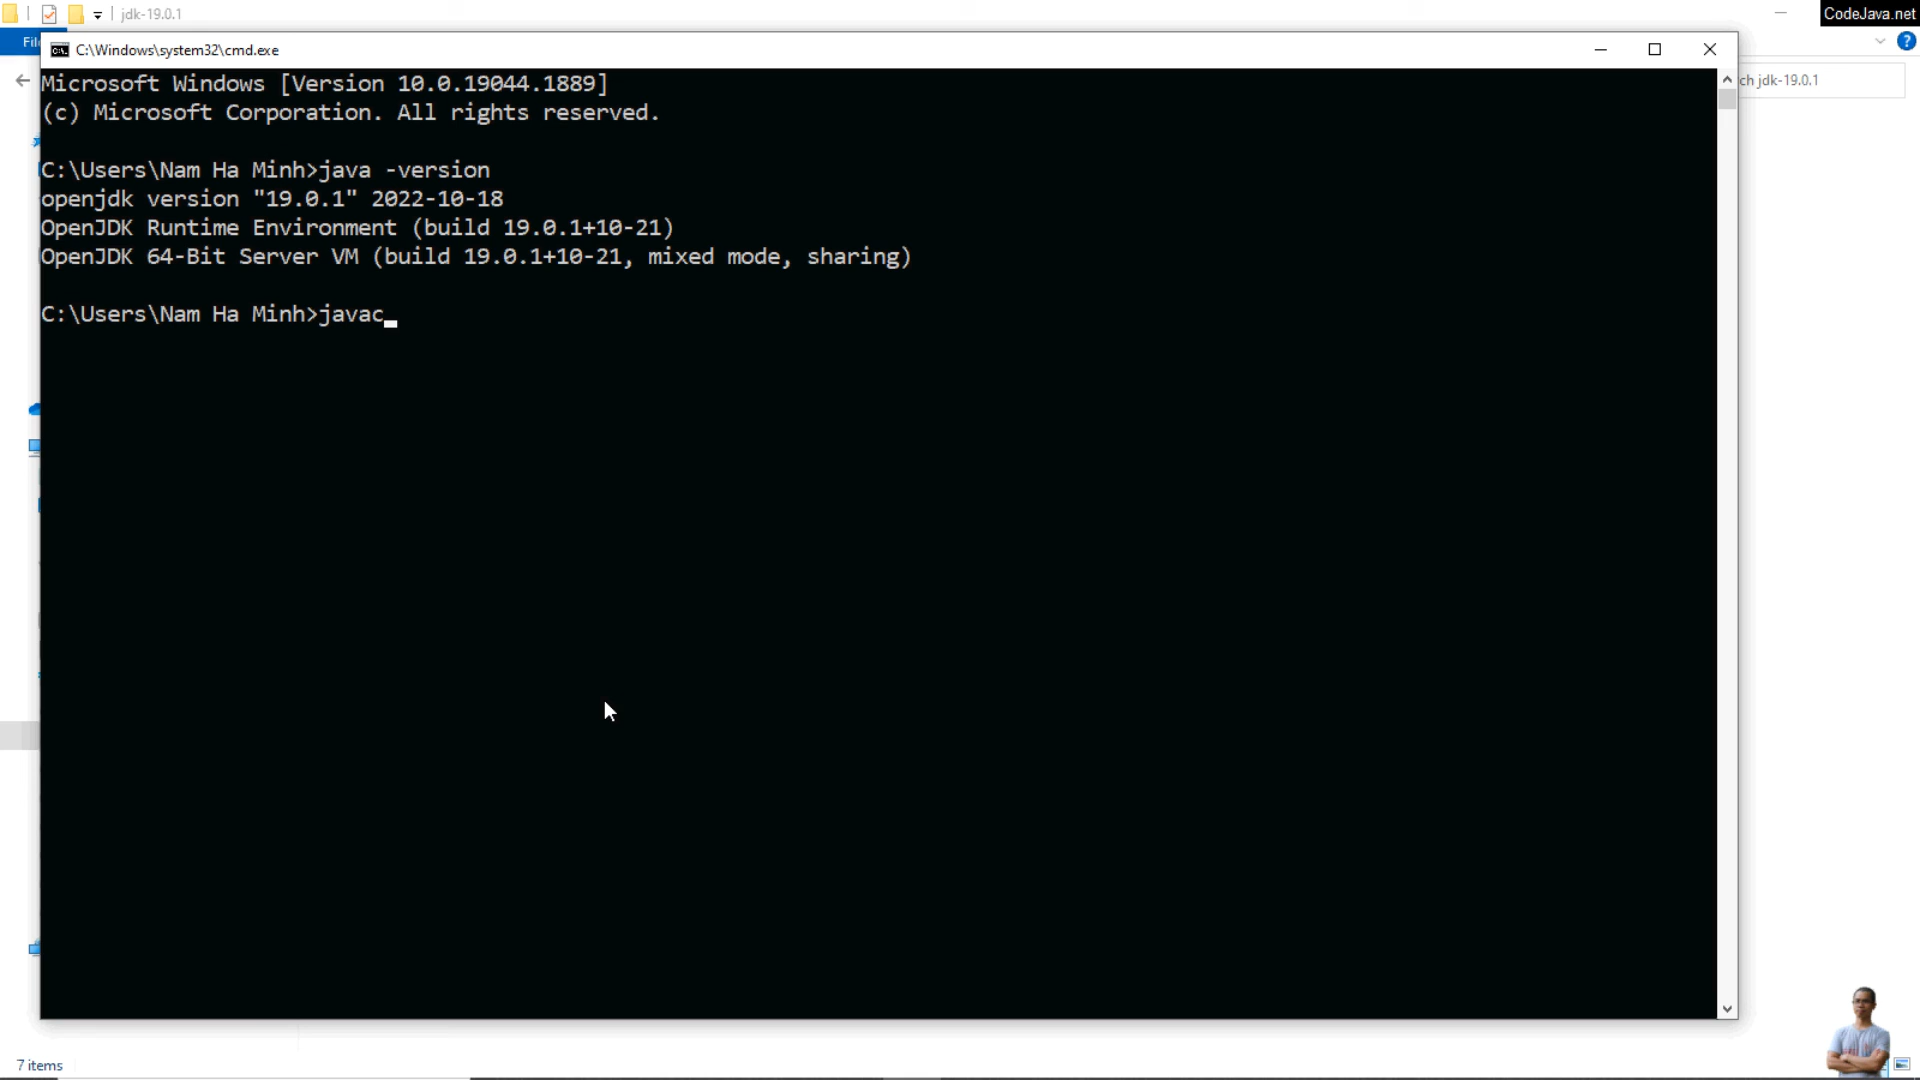 jdk-19.0.1
CodeJava.net
File
C:\Windows\system32\cmd.exe
ch jdk-19.0.1
Microsoft Windows [Version 10.0.19044.1889]
(c) Microsoft Corporation. All rights reserved.
C:\Users\Nam Ha Minh>java -version
openjdk version "19.0.1" 2022-10-18
OpenJDK Runtime Environment (build 19.0.1+10-21)
OpenJDK 64-Bit Server VM (build 19.0.1+10-21, mixed mode, sharing)
C:\Users\Nam Ha Minh>javac
7 items